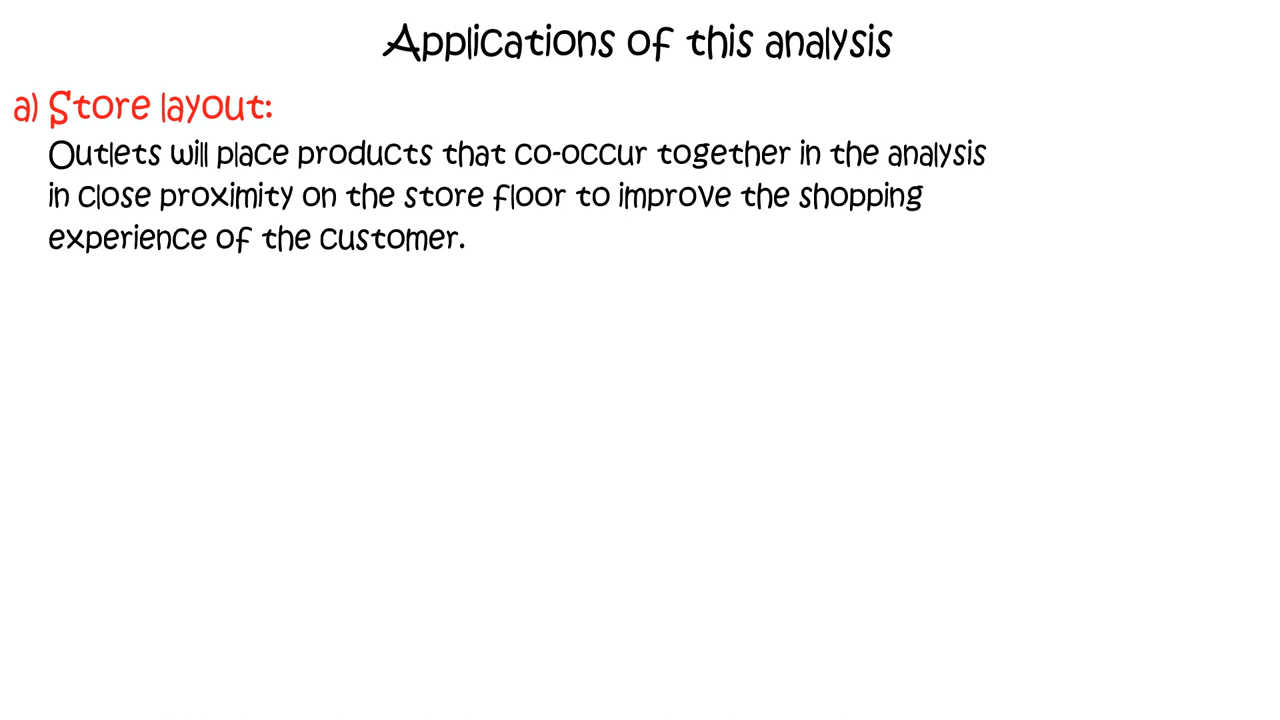 Applications of this analysis
a) Store layout:
Outlets will place products that co-occur together in the analysis
in close proximity on the store floor to improve the shopping
experience of the customer.